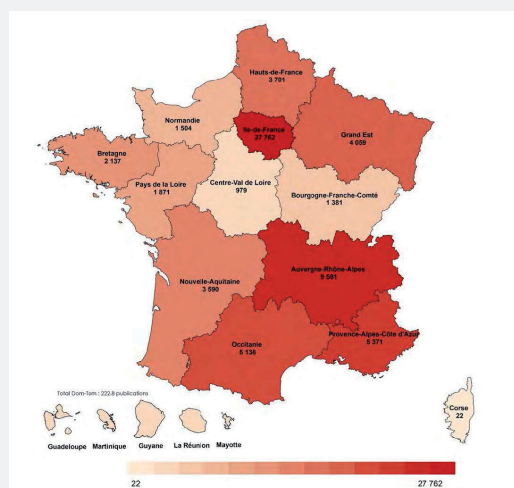 Hauts-de-France
3 701
Normandie
1 504
Ile-de-France
27 762
Grand Est
4 059
Bretagne
2 137
Pays de la Loire
1 871
Centre-Val de Loire
979
Bourgogne-Franche-Comté
1 381
Auvergne-Rhône-Alpes
9 591
Nouvelle-Aquitaine
3 590
Provence-Alpes-Côte d'Azur
5 371
Occitanie
5 136
Total Dom-Tom : 222.8 publications
Corse
22
Guadeloupe Martinique Guyane La Réunion Mayotte
22 27 762